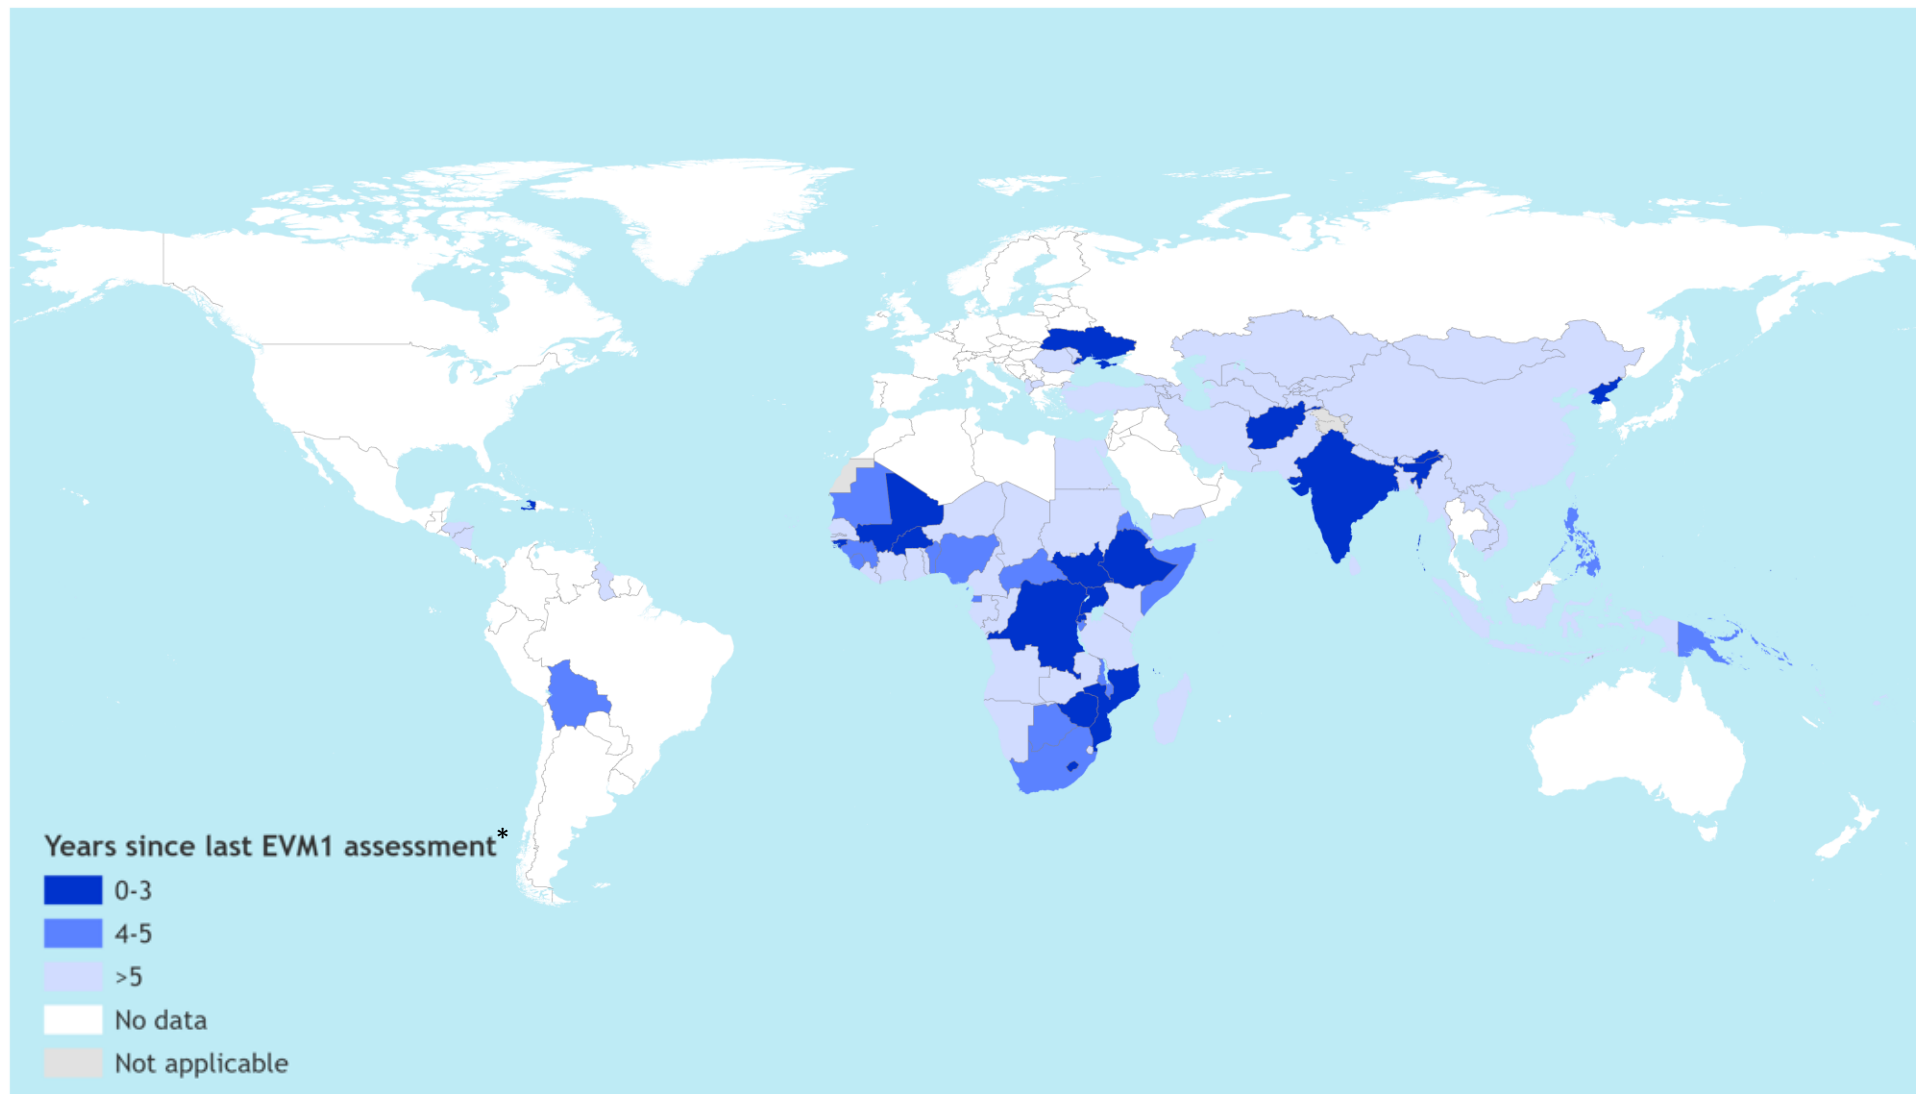 Years since last EVM1 assessment*
0-3
4-5
>5
No data
Not applicable